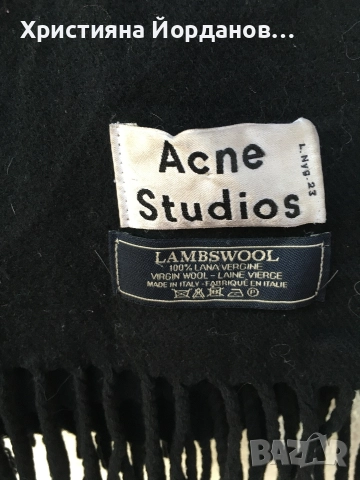 Християна Йорданов...
Acne
Studios
L.Nyg.23
LAMBSWOOL
100% LANA VERGINE
VIRGIN WOOL - LAINE VIERGE
MADE IN ITALY - FABRIQUÉ EN ITALIE
BAZAR